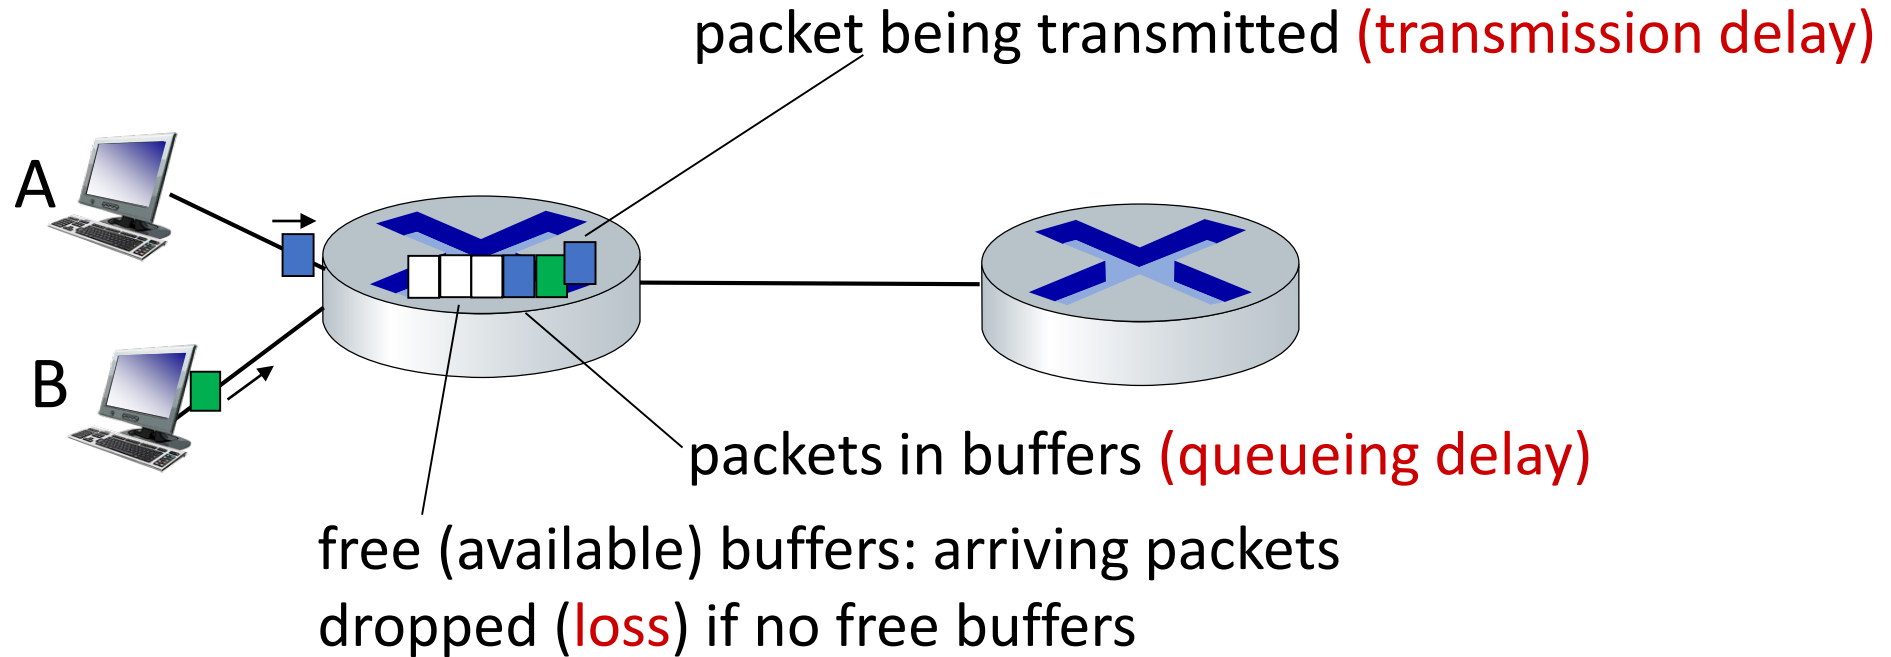 packet being transmitted (transmission delay)
A
B
packets in buffers (queueing delay)
free (available) buffers: arriving packets
dropped (loss) if no free buffers